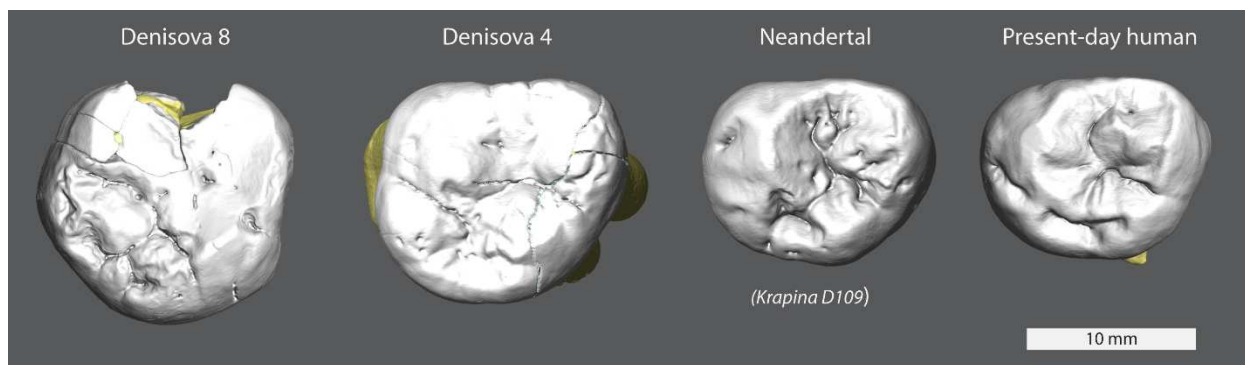 Denisova 8
Denisova 4
Neandertal
Present-day human
(Krapina D109)
10 mm